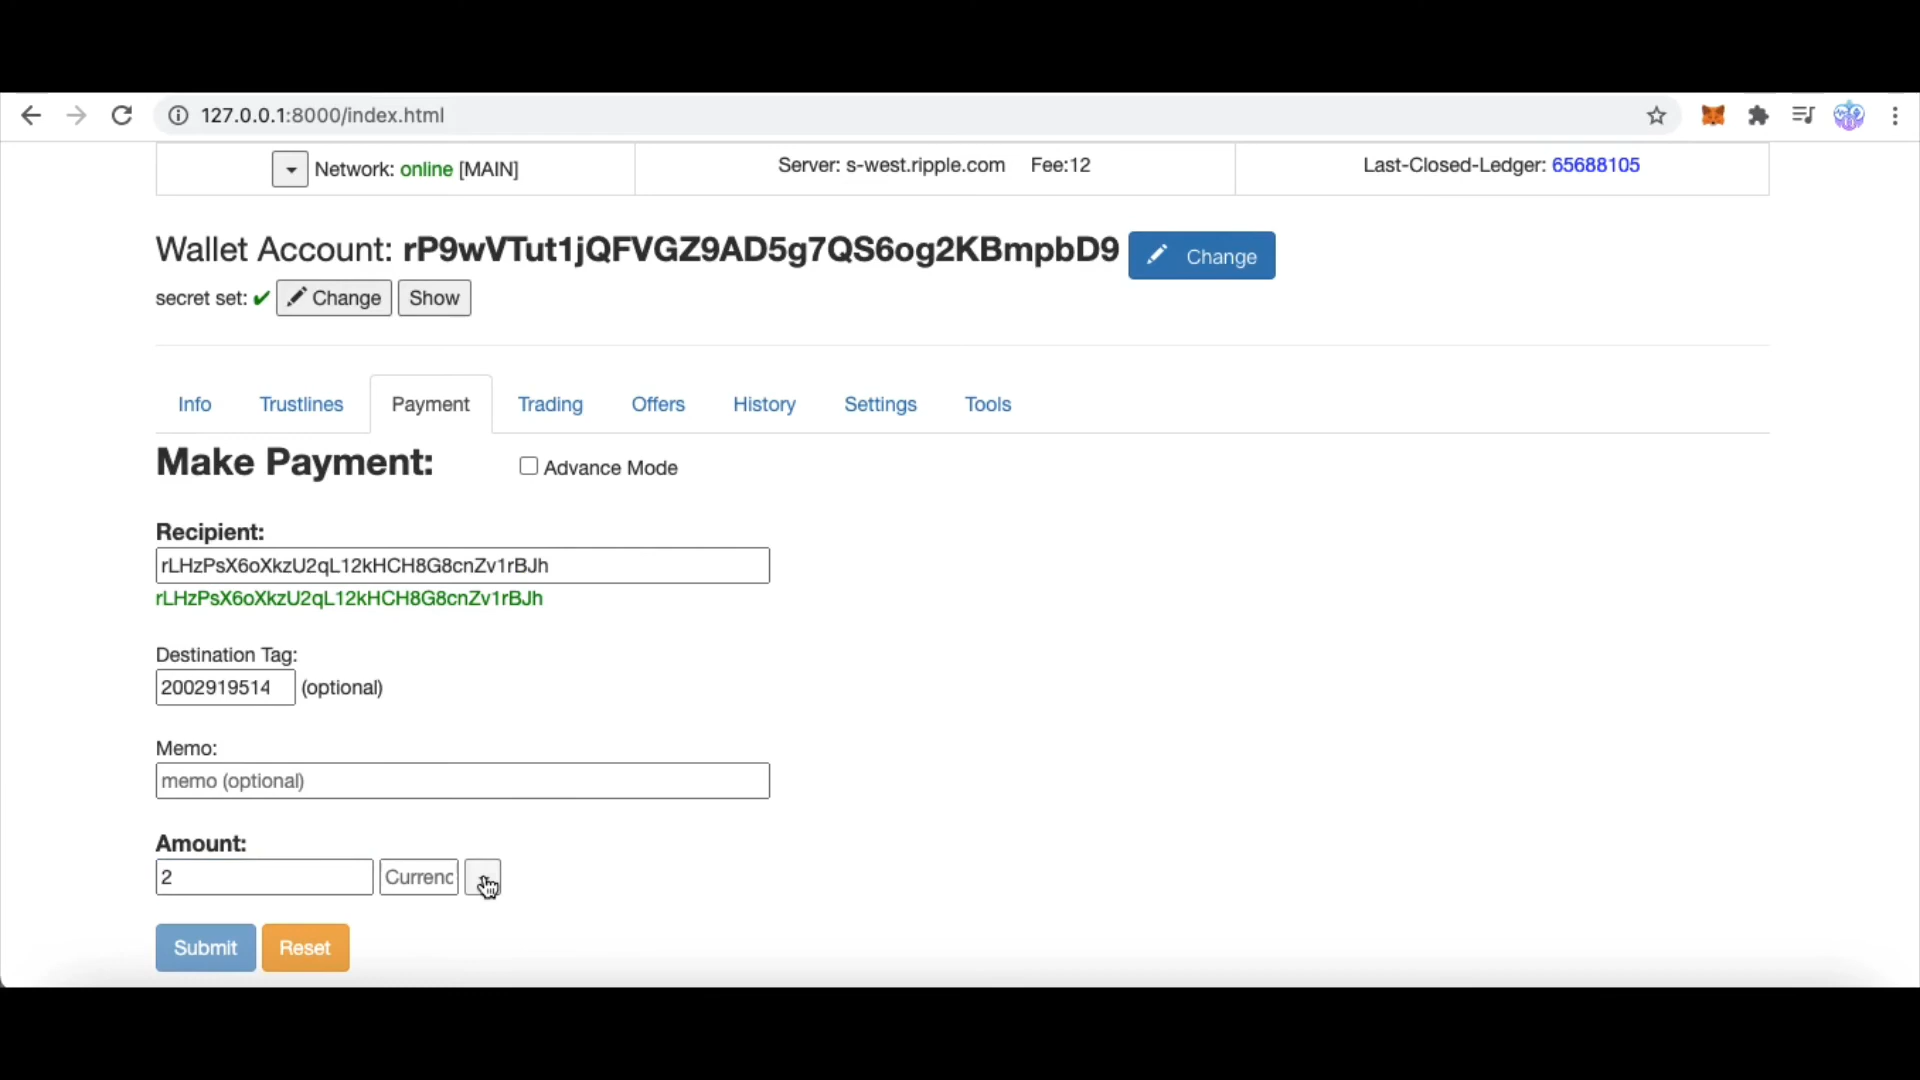 127.0.0.1:8000/index.html
Network: online [MAIN]
Server: s-west.ripple.com Fee:12
Last-Closed-Ledger: 65688105
Wallet Account: rP9wVTut1jQFVGZ9AD5g7QS6og2KBmpbD9 Change
secret set: ✔ Change Show
Info Trustlines Payment Trading Offers History Settings Tools
Make Payment: Advance Mode
Recipient:
rLHzPsX6oXkzU2qL12kHCH8G8cnZv1rBJh
rLHzPsX6oXkzU2qL12kHCH8G8cnZv1rBJh
Destination Tag:
2002919514 (optional)
Memo:
memo (optional)
Amount:
2 Currenc
Submit Reset